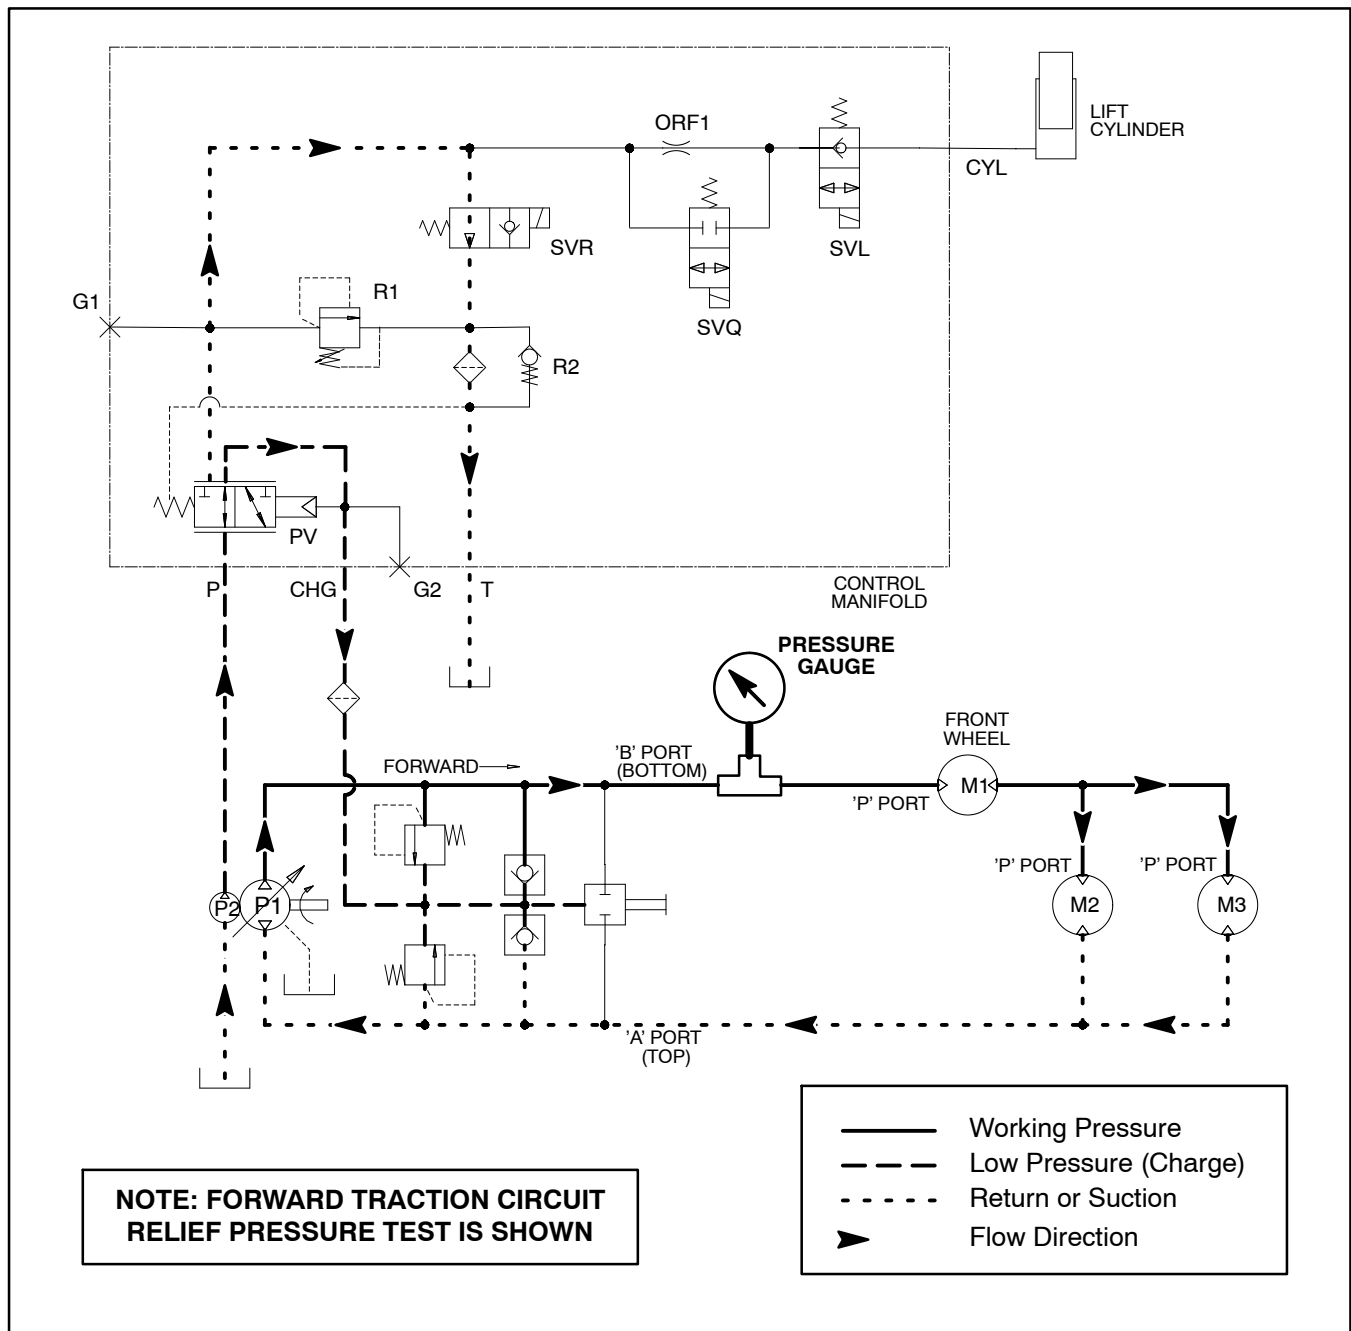 LIFT
CYLINDER
ORF1
CYL
SVR
SVL
G1
R1
SVQ
R2
PV
P
CHG
G2
T
CONTROL
MANIFOLD
PRESSURE
GAUGE
FRONT
WHEEL
FORWARD
'B' PORT
(BOTTOM)
M1
'P' PORT
'P' PORT
'P' PORT
P2
P1
M2
M3
'A' PORT
(TOP)
Working Pressure
Low Pressure (Charge)
Return or Suction
Flow Direction
NOTE: FORWARD TRACTION CIRCUIT
RELIEF PRESSURE TEST IS SHOWN